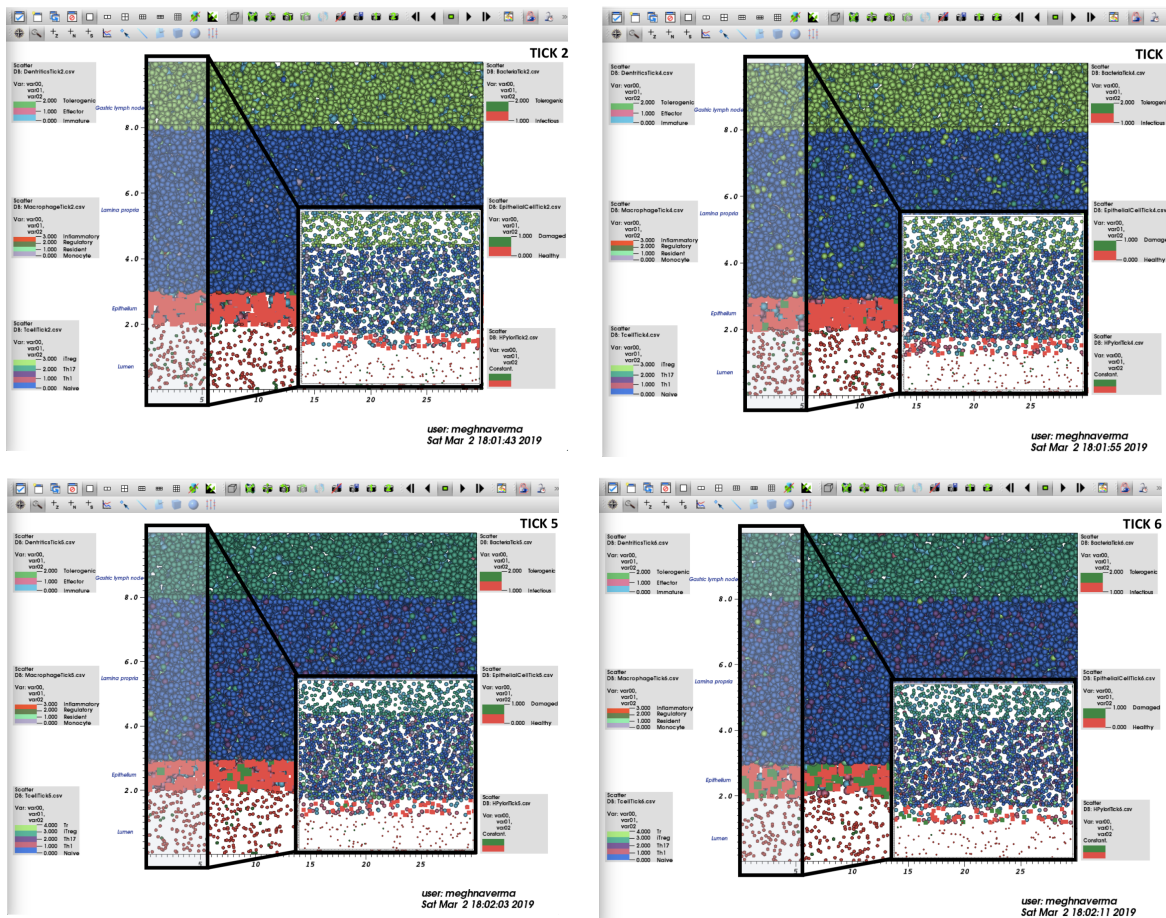 TICK 2
Scatter
DB: DentriticsTick2.csv
Var: var00,
var01,
var02
2.000 Tolerogenic
1.000 Effector
0.000 Immature
Gastric lymph node
8.0
6.0
Lamina propria
Scatter
DB: MacrophageTick2.csv
Var: var00,
var01,
var02
3.000 Inflammatory
2.000 Regulatory
1.000 Resident
0.000 Monocyte
4.0
Epithelium
2.0
Scatter
DB: TcellTick2.csv
Var: var00,
var01,
var02
3.000 iTreg
2.000 Th17
1.000 Th1
0.000 Naive
Lumen
Scatter
DB: BacteriaTick2.csv
Var: var00,
var01,
var02
2.000 Tolerogenic
1.000 Infectious
Scatter
DB: EpithelialCellTick2.csv
Var: var00,
var01,
var02
1.000 Damaged
0.000 Healthy
Scatter
DB: HPyloriTick2.csv
Var: var00,
var01,
var02
Constant.
5 10 15 20 25
user: meghnaverma
Sat Mar 2 18:01:43 2019
TICK
Scatter
DB: DentriticsTick4.csv
Var: var00,
var01,
var02
2.000 Tolerogenic
1.000 Effector
0.000 Immature
Gastric lymph node
8.0
6.0
Lamina propria
Scatter
DB: MacrophageTick4.csv
Var: var00,
var01,
var02
3.000 Inflammatory
2.000 Regulatory
1.000 Resident
0.000 Monocyte
4.0
Epithelium
2.0
Scatter
DB: TcellTick4.csv
Var: var00,
var01,
var02
3.000 iTreg
2.000 Th17
1.000 Th1
0.000 Naive
Lumen
Scatter
DB: BacteriaTick4.csv
Var: var00,
var01,
var02
2.000 Tolerogenic
1.000 Infectious
Scatter
DB: EpithelialCellTick4.csv
Var: var00,
var01,
var02
1.000 Damaged
0.000 Healthy
Scatter
DB: HPyloriTick4.csv
Var: var00,
var01,
var02
Constant.
5 10 15 20 25
user: meghnaverma
Sat Mar 2 18:01:55 2019
TICK 5
Scatter
DB: DentriticsTick5.csv
Var: var00,
var01,
var02
2.000 Tolerogenic
1.000 Effector
0.000 Immature
Gastric lymph node
8.0
6.0
Lamina propria
Scatter
DB: MacrophageTick5.csv
Var: var00,
var01,
var02
3.000 Inflammatory
2.000 Regulatory
1.000 Resident
0.000 Monocyte
4.0
Epithelium
2.0
Scatter
DB: TcellTick5.csv
Var: var00,
var01,
var02
4.000 Tr
3.000 iTreg
2.000 Th17
1.000 Th1
0.000 Naive
Lumen
Scatter
DB: BacteriaTick5.csv
Var: var00,
var01,
var02
2.000 Tolerogenic
1.000 Infectious
Scatter
DB: EpithelialCellTick5.csv
Var: var00,
var01,
var02
1.000 Damaged
0.000 Healthy
Scatter
DB: HPyloriTick5.csv
Var: var00,
var01,
var02
Constant.
5 10 15 20 25
user: meghnaverma
Sat Mar 2 18:02:03 2019
TICK 6
Scatter
DB: DentriticsTick6.csv
Var: var00,
var01,
var02
2.000 Tolerogenic
1.000 Effector
0.000 Immature
Gastric lymph node
8.0
6.0
Lamina propria
Scatter
DB: MacrophageTick6.csv
Var: var00,
var01,
var02
3.000 Inflammatory
2.000 Regulatory
1.000 Resident
0.000 Monocyte
4.0
Epithelium
2.0
Scatter
DB: TcellTick6.csv
Var: var00,
var01,
var02
4.000 Tr
3.000 iTreg
2.000 Th17
1.000 Th1
0.000 Naive
Lumen
Scatter
DB: BacteriaTick6.csv
Var: var00,
var01,
var02
2.000 Tolerogenic
1.000 Infectious
Scatter
DB: EpithelialCellTick6.csv
Var: var00,
var01,
var02
1.000 Damaged
0.000 Healthy
Scatter
DB: HPyloriTick6.csv
Var: var00,
var01,
var02
Constant.
5 10 15 20 25
user: meghnaverma
Sat Mar 2 18:02:11 2019